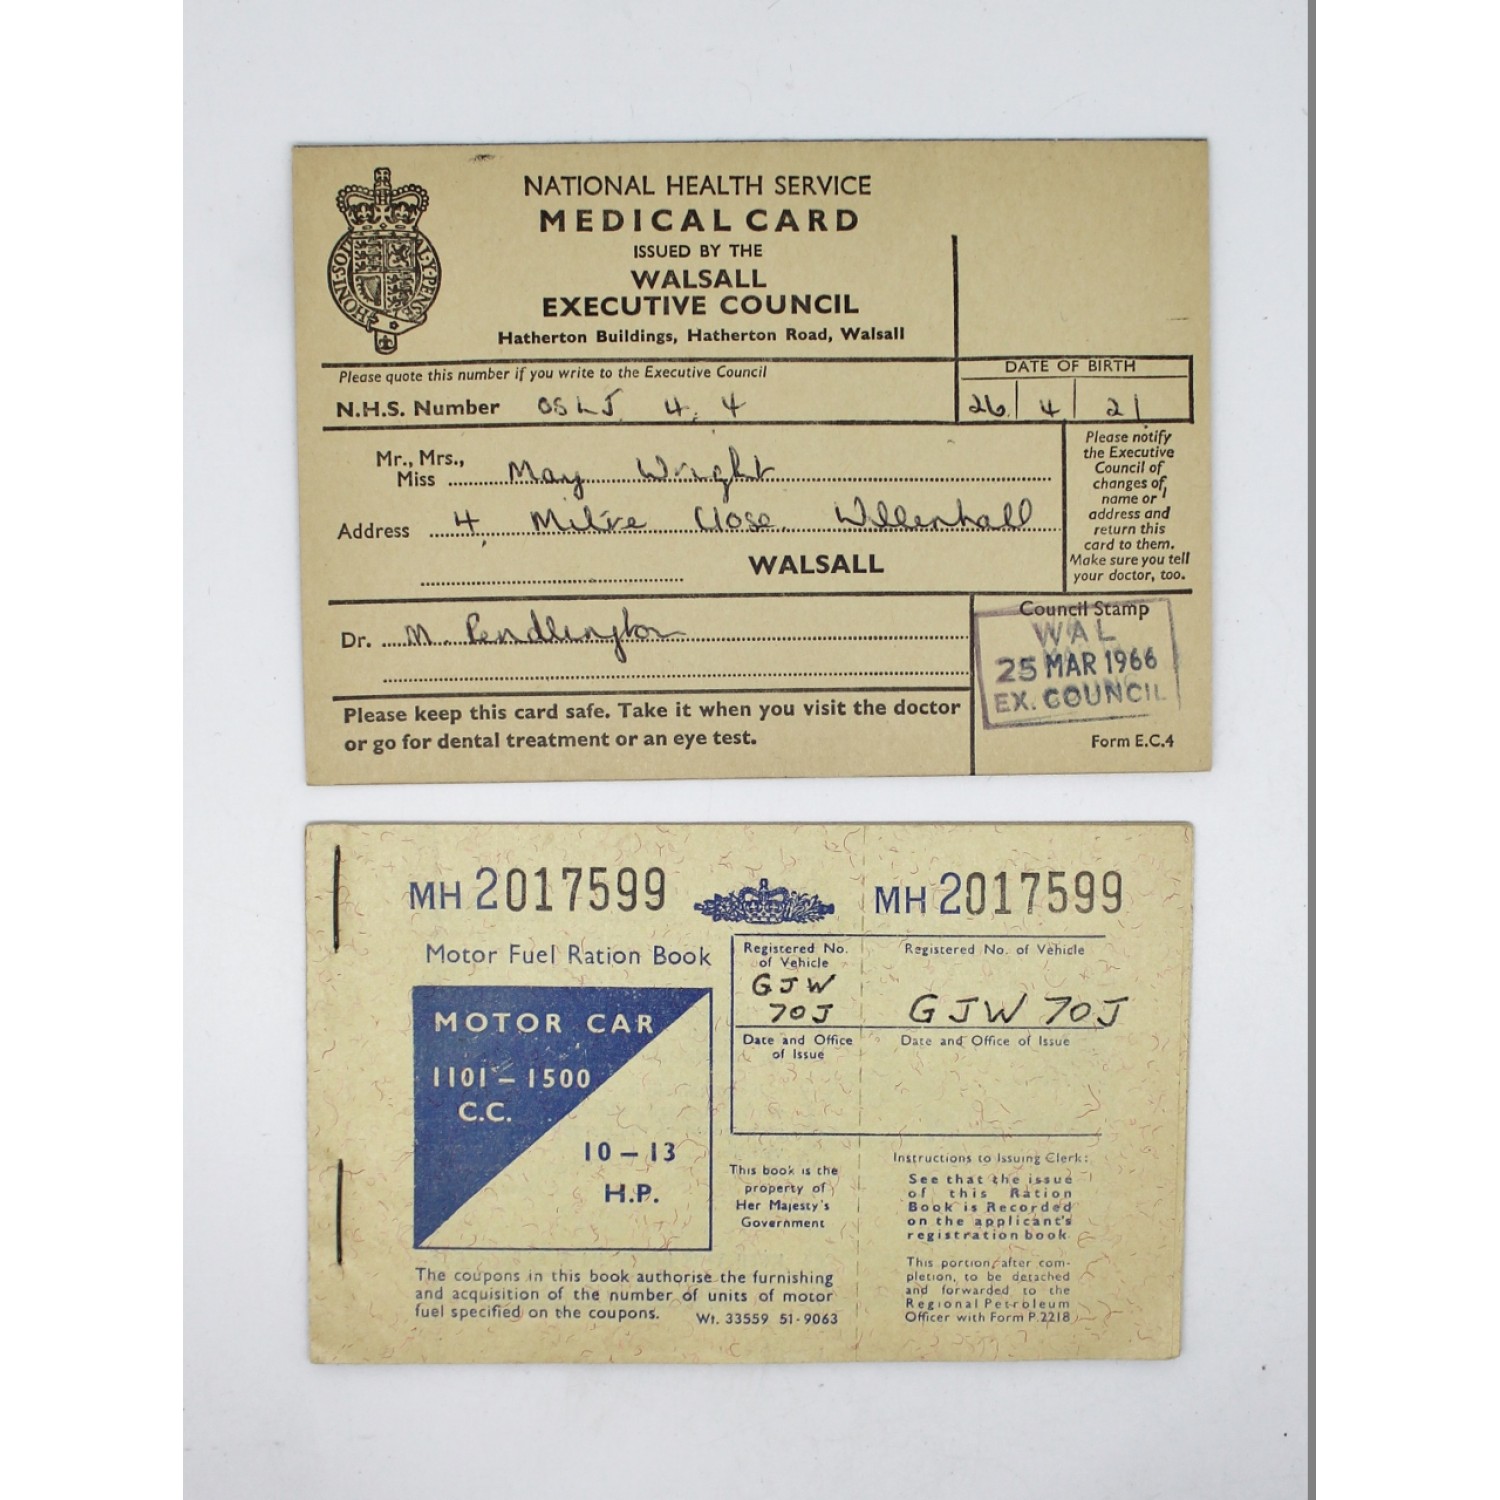 NATIONAL HEALTH SERVICE
MEDICAL CARD
ISSUED BY THE
WALSALL
EXECUTIVE COUNCIL
Hatherton Buildings, Hatherton Road, Walsall
HONI·SOIT AL·Y·PENSE
Please quote this number if you write to the Executive Council
N.H.S. Number OSLJ 4. 4
DATE OF BIRTH
26 4 21
Mr., Mrs.,
Miss May Wright
Address 4, Mitre Close, Willenhall
WALSALL
Please notify
the Executive
Council of
changes of
name or
address and
return this
card to them.
Make sure you tell
your doctor, too.
Dr. M. Pendlington
Council Stamp
WAL
25 MAR 1966
EX. COUNCIL
Please keep this card safe. Take it when you visit the doctor
or go for dental treatment or an eye test.
Form E.C.4
MH 2017599 MH 2017599
Motor Fuel Ration Book
MOTOR CAR
1101 – 1500
C.C.
10 – 13
H.P.
Registered No.
of Vehicle
GJW
70J
Date and Office
of Issue
Registered No. of Vehicle
GJW 70J
Date and Office of Issue
This book is the
property of
Her Majesty's
Government
Instructions to Issuing Clerk:
See that the issue
of this Ration
Book is Recorded
on the applicant's
registration book
This portion, after com-
pletion, to be detached
and forwarded to the
Regional Petroleum
Officer with Form P.2218
The coupons in this book authorise the furnishing
and acquisition of the number of units of motor
fuel specified on the coupons. Wt. 33559 51-9063